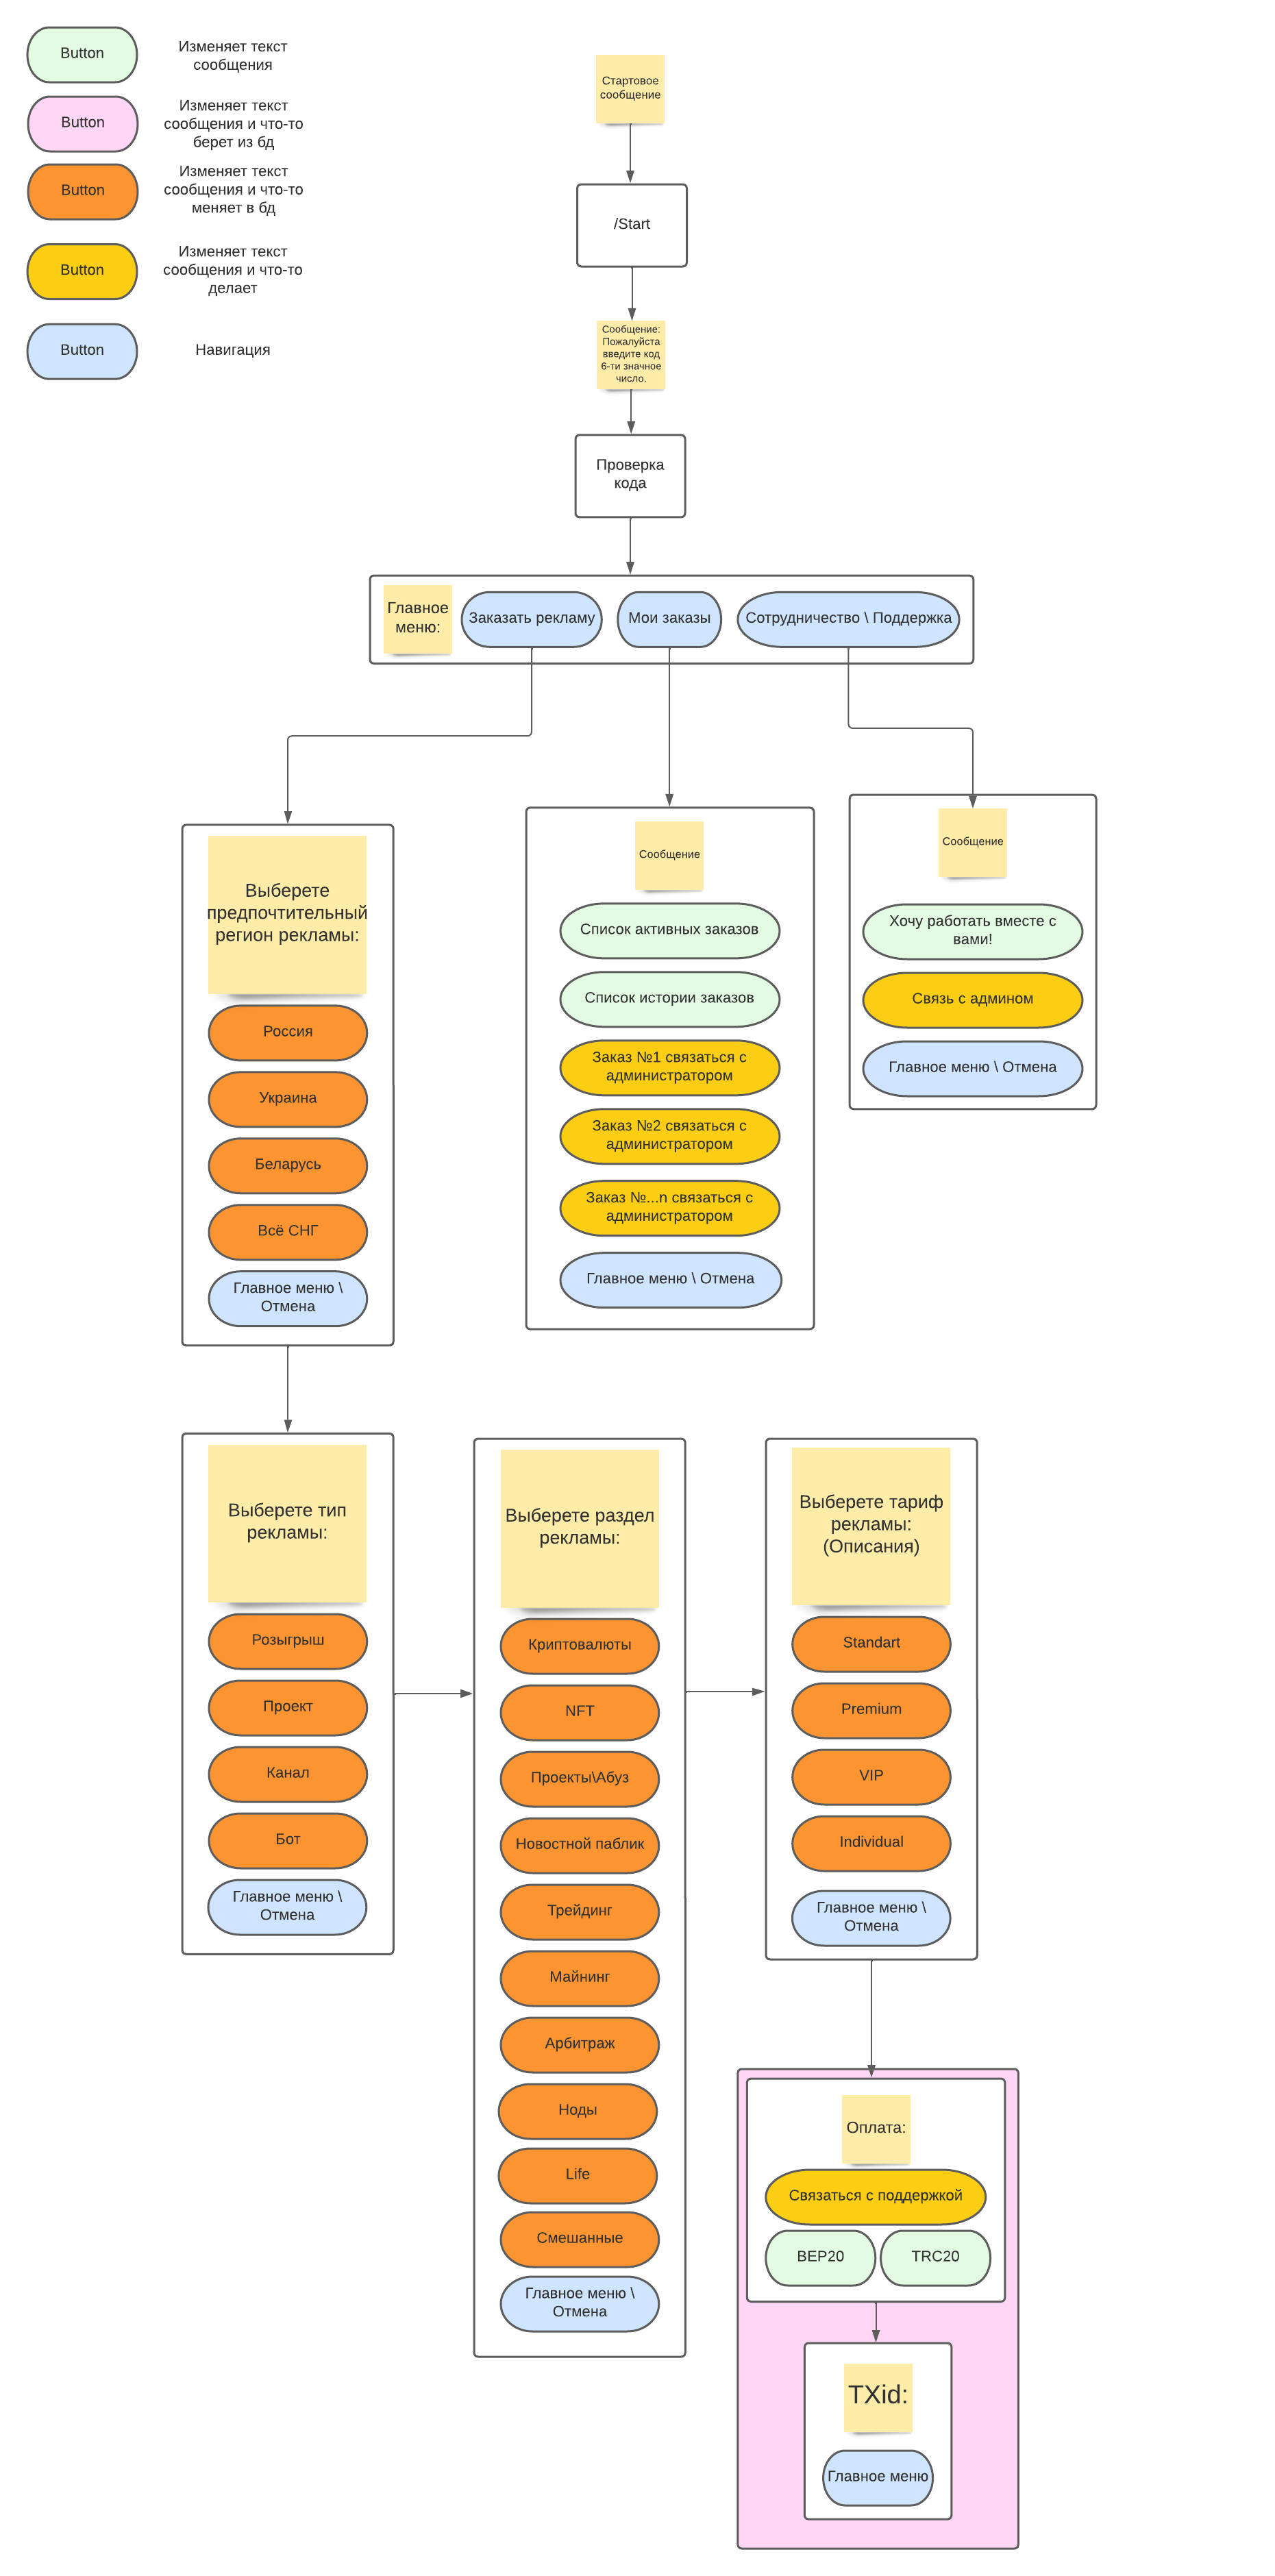 Button
Изменяет текст
сообщения
Button
Изменяет текст
сообщения и что-то
берет из бд
Button
Изменяет текст
сообщения и что-то
меняет в бд
Button
Изменяет текст
сообщения и что-то
делает
Button
Навигация
Стартовое
сообщение
/Start
Сообщение:
Пожалуйста
введите код
6-ти значное
число.
Проверка
кода
Главное
меню:
Заказать рекламу
Мои заказы
Сотрудничество \ Поддержка
Выберете
предпочтительный
регион рекламы:
Россия
Украина
Беларусь
Всё СНГ
Главное меню \
Отмена
Сообщение
Список активных заказов
Список истории заказов
Заказ №1 связаться с
администратором
Заказ №2 связаться с
администратором
Заказ №...n связаться с
администратором
Главное меню \ Отмена
Сообщение
Хочу работать вместе с
вами!
Связь с админом
Главное меню \ Отмена
Выберете тип
рекламы:
Розыгрыш
Проект
Канал
Бот
Главное меню \
Отмена
Выберете раздел
рекламы:
Криптовалюты
NFT
Проекты\Абуз
Новостной паблик
Трейдинг
Майнинг
Арбитраж
Ноды
Life
Смешанные
Главное меню \
Отмена
Выберете тариф
рекламы:
(Описания)
Standart
Premium
VIP
Individual
Главное меню \
Отмена
Оплата:
Связаться с поддержкой
BEP20
TRC20
TXid:
Главное меню